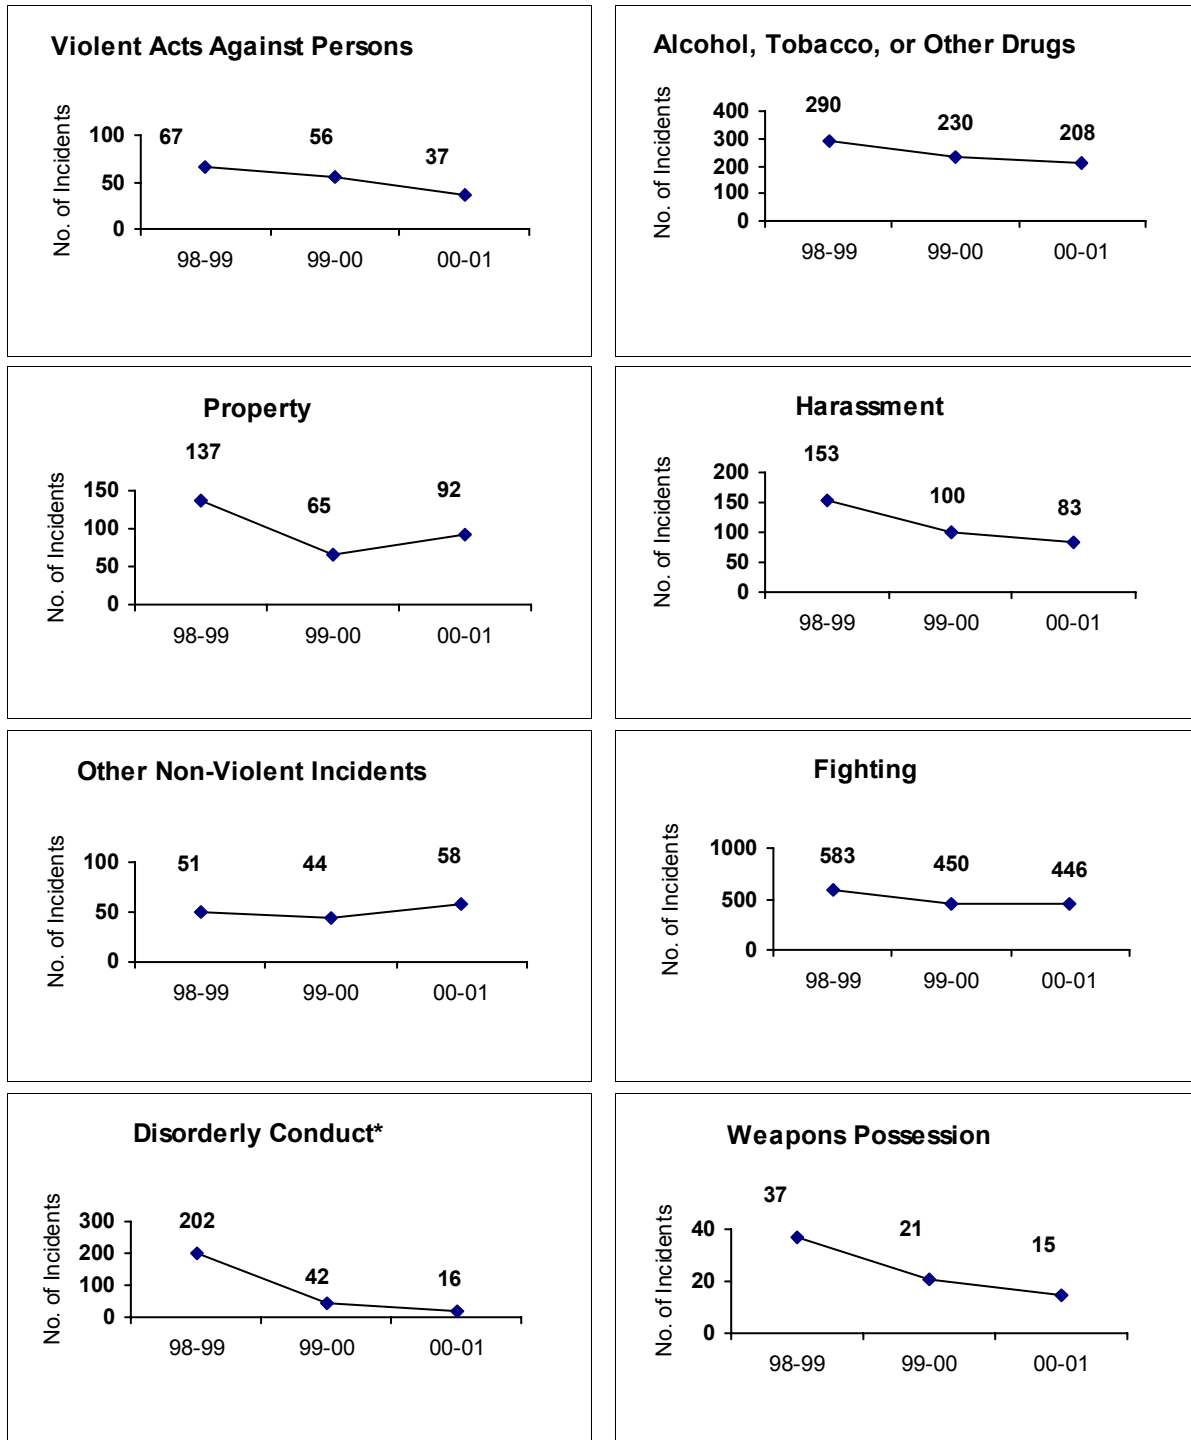 Violent Acts Against Persons
No. of Incidents
100
50
0
67
56
37
98-99 99-00 00-01
Alcohol, Tobacco, or Other Drugs
No. of Incidents
400
300
200
100
0
290
230
208
98-99 99-00 00-01
Property
No. of Incidents
150
100
50
0
137
65
92
98-99 99-00 00-01
Harassment
No. of Incidents
200
150
100
50
0
153
100
83
98-99 99-00 00-01
Other Non-Violent Incidents
No. of Incidents
100
50
0
51
44
58
98-99 99-00 00-01
Fighting
No. of Incidents
1000
500
0
583
450
446
98-99 99-00 00-01
Disorderly Conduct*
No. of Incidents
300
200
100
0
202
42
16
98-99 99-00 00-01
Weapons Possession
No. of Incidents
40
20
0
37
21
15
98-99 99-00 00-01